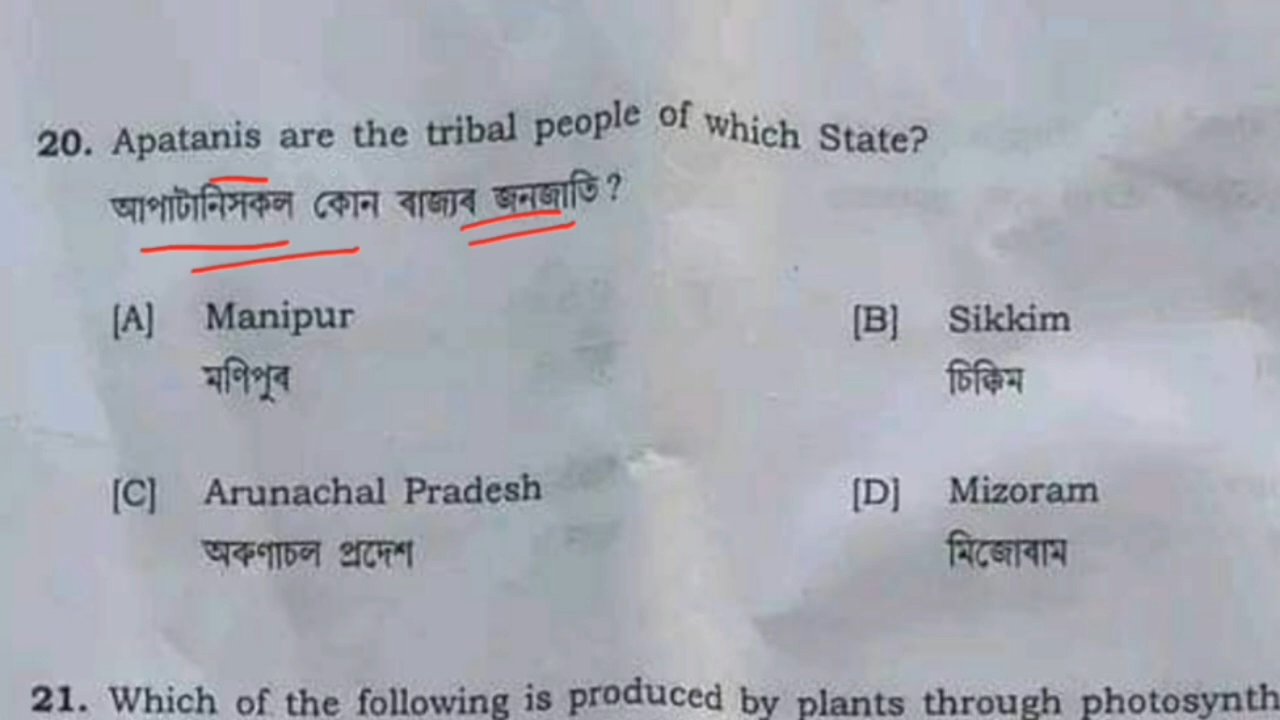 20. Apatanis are the tribal people of which State?
আপাটানিসকল কোন ৰাজ্যৰ জনজাতি?
[A] Manipur
মণিপুৰ
[B] Sikkim
চিক্কিম
[C] Arunachal Pradesh
অৰুণাচল প্ৰদেশ
[D] Mizoram
মিজোৰাম
21. Which of the following is produced by plants through photosynth